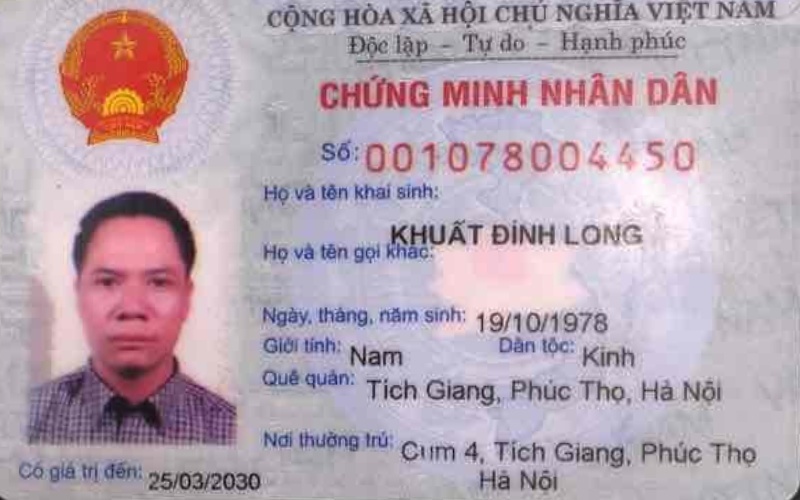 CỘNG HÒA XÃ HỘI CHỦ NGHĨA VIỆT NAM
Độc lập – Tự do – Hạnh phúc
CHỨNG MINH NHÂN DÂN
Số: 001078004450
Họ và tên khai sinh:
KHUẤT ĐÌNH LONG
Họ và tên gọi khác:
Ngày, tháng, năm sinh: 19/10/1978
Giới tính: Nam Dân tộc: Kinh
Quê quán: Tích Giang, Phúc Thọ, Hà Nội
Nơi thường trú: Cụm 4, Tích Giang, Phúc Thọ
Hà Nội
Có giá trị đến: 25/03/2030